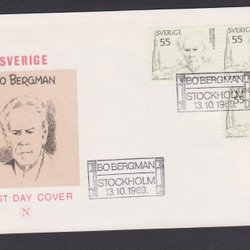 SVERIGE
BO BERGMAN
ST DAY COVER
N
SVERIGE
55
SVERIGE
55
BO BERGMAN
STOCKHOLM
13.10.1969.
BO BERGMAN
STOCKHOLM
13.10.1969.